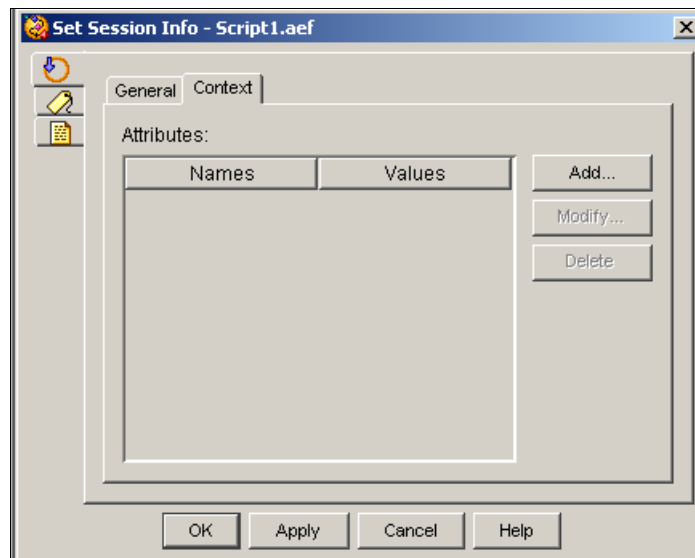 Set Session Info - Script1.aef
General Context
Attributes:
Names Values
Add...
Modify...
Delete
OK Apply Cancel Help